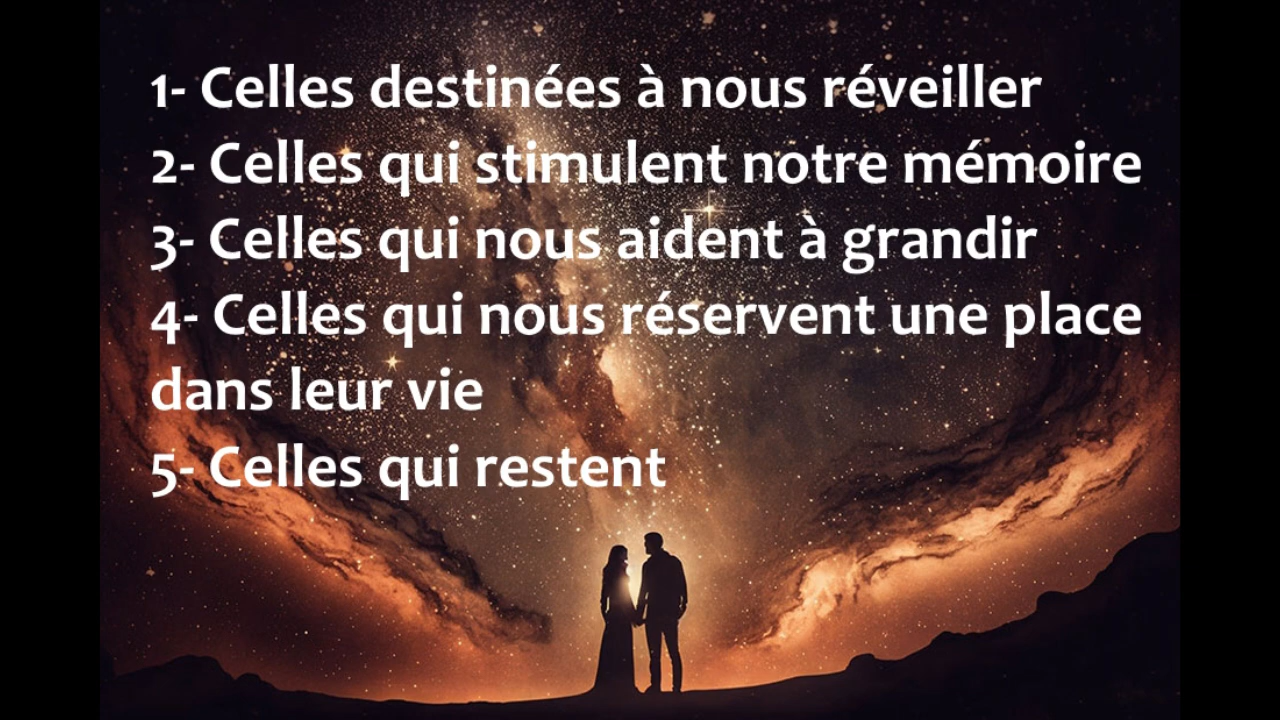 1- Celles destinées à nous réveiller
2- Celles qui stimulent notre mémoire
3- Celles qui nous aident à grandir
4- Celles qui nous réservent une place
dans leur vie
5- Celles qui restent